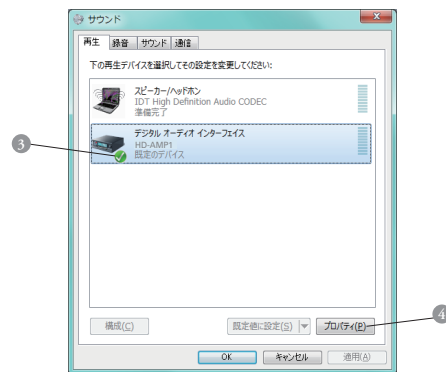 サウンド
再生 録音 サウンド 通信
下の再生デバイスを選択してその設定を変更してください:
スピーカー/ヘッドホン
IDT High Definition Audio CODEC
準備完了
デジタル オーディオ インターフェイス
HD-AMP1
既定のデバイス
3
4
構成(C) 既定値に設定(S) プロパティ(P)
OK キャンセル 適用(A)